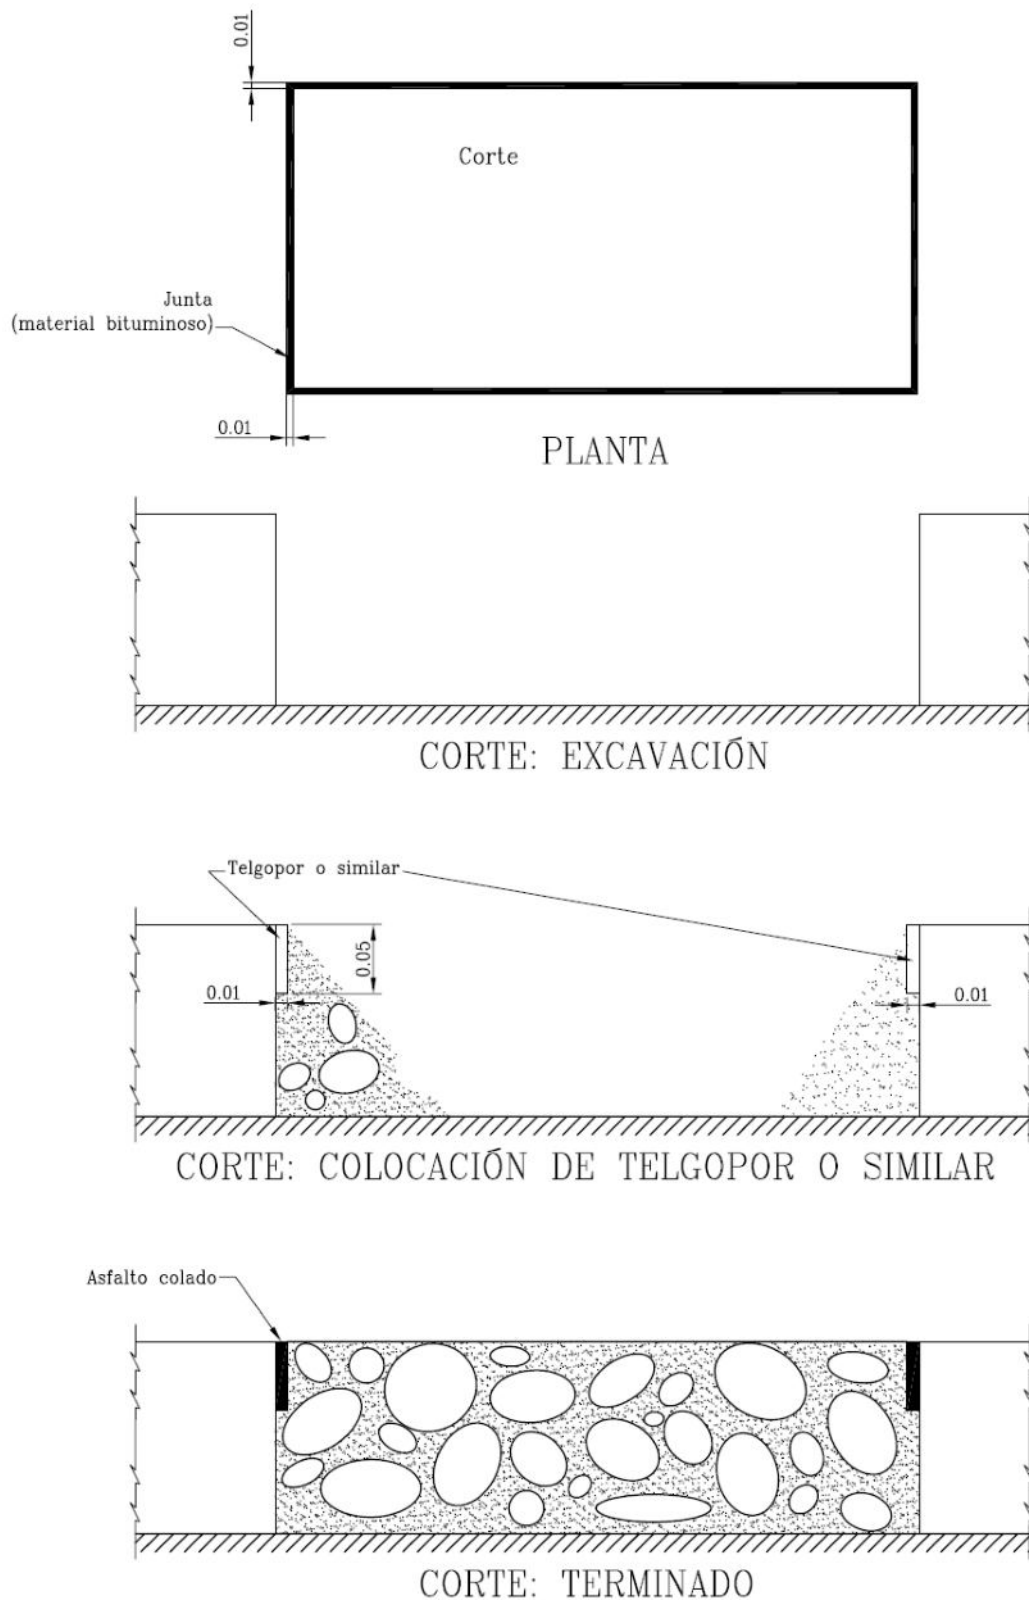 0.01
Corte
Junta
(material bituminoso)
0.01
PLANTA
CORTE: EXCAVACIÓN
Telgopor o similar
0.05
0.01
0.01
CORTE: COLOCACIÓN DE TELGOPOR O SIMILAR
Asfalto colado
CORTE: TERMINADO